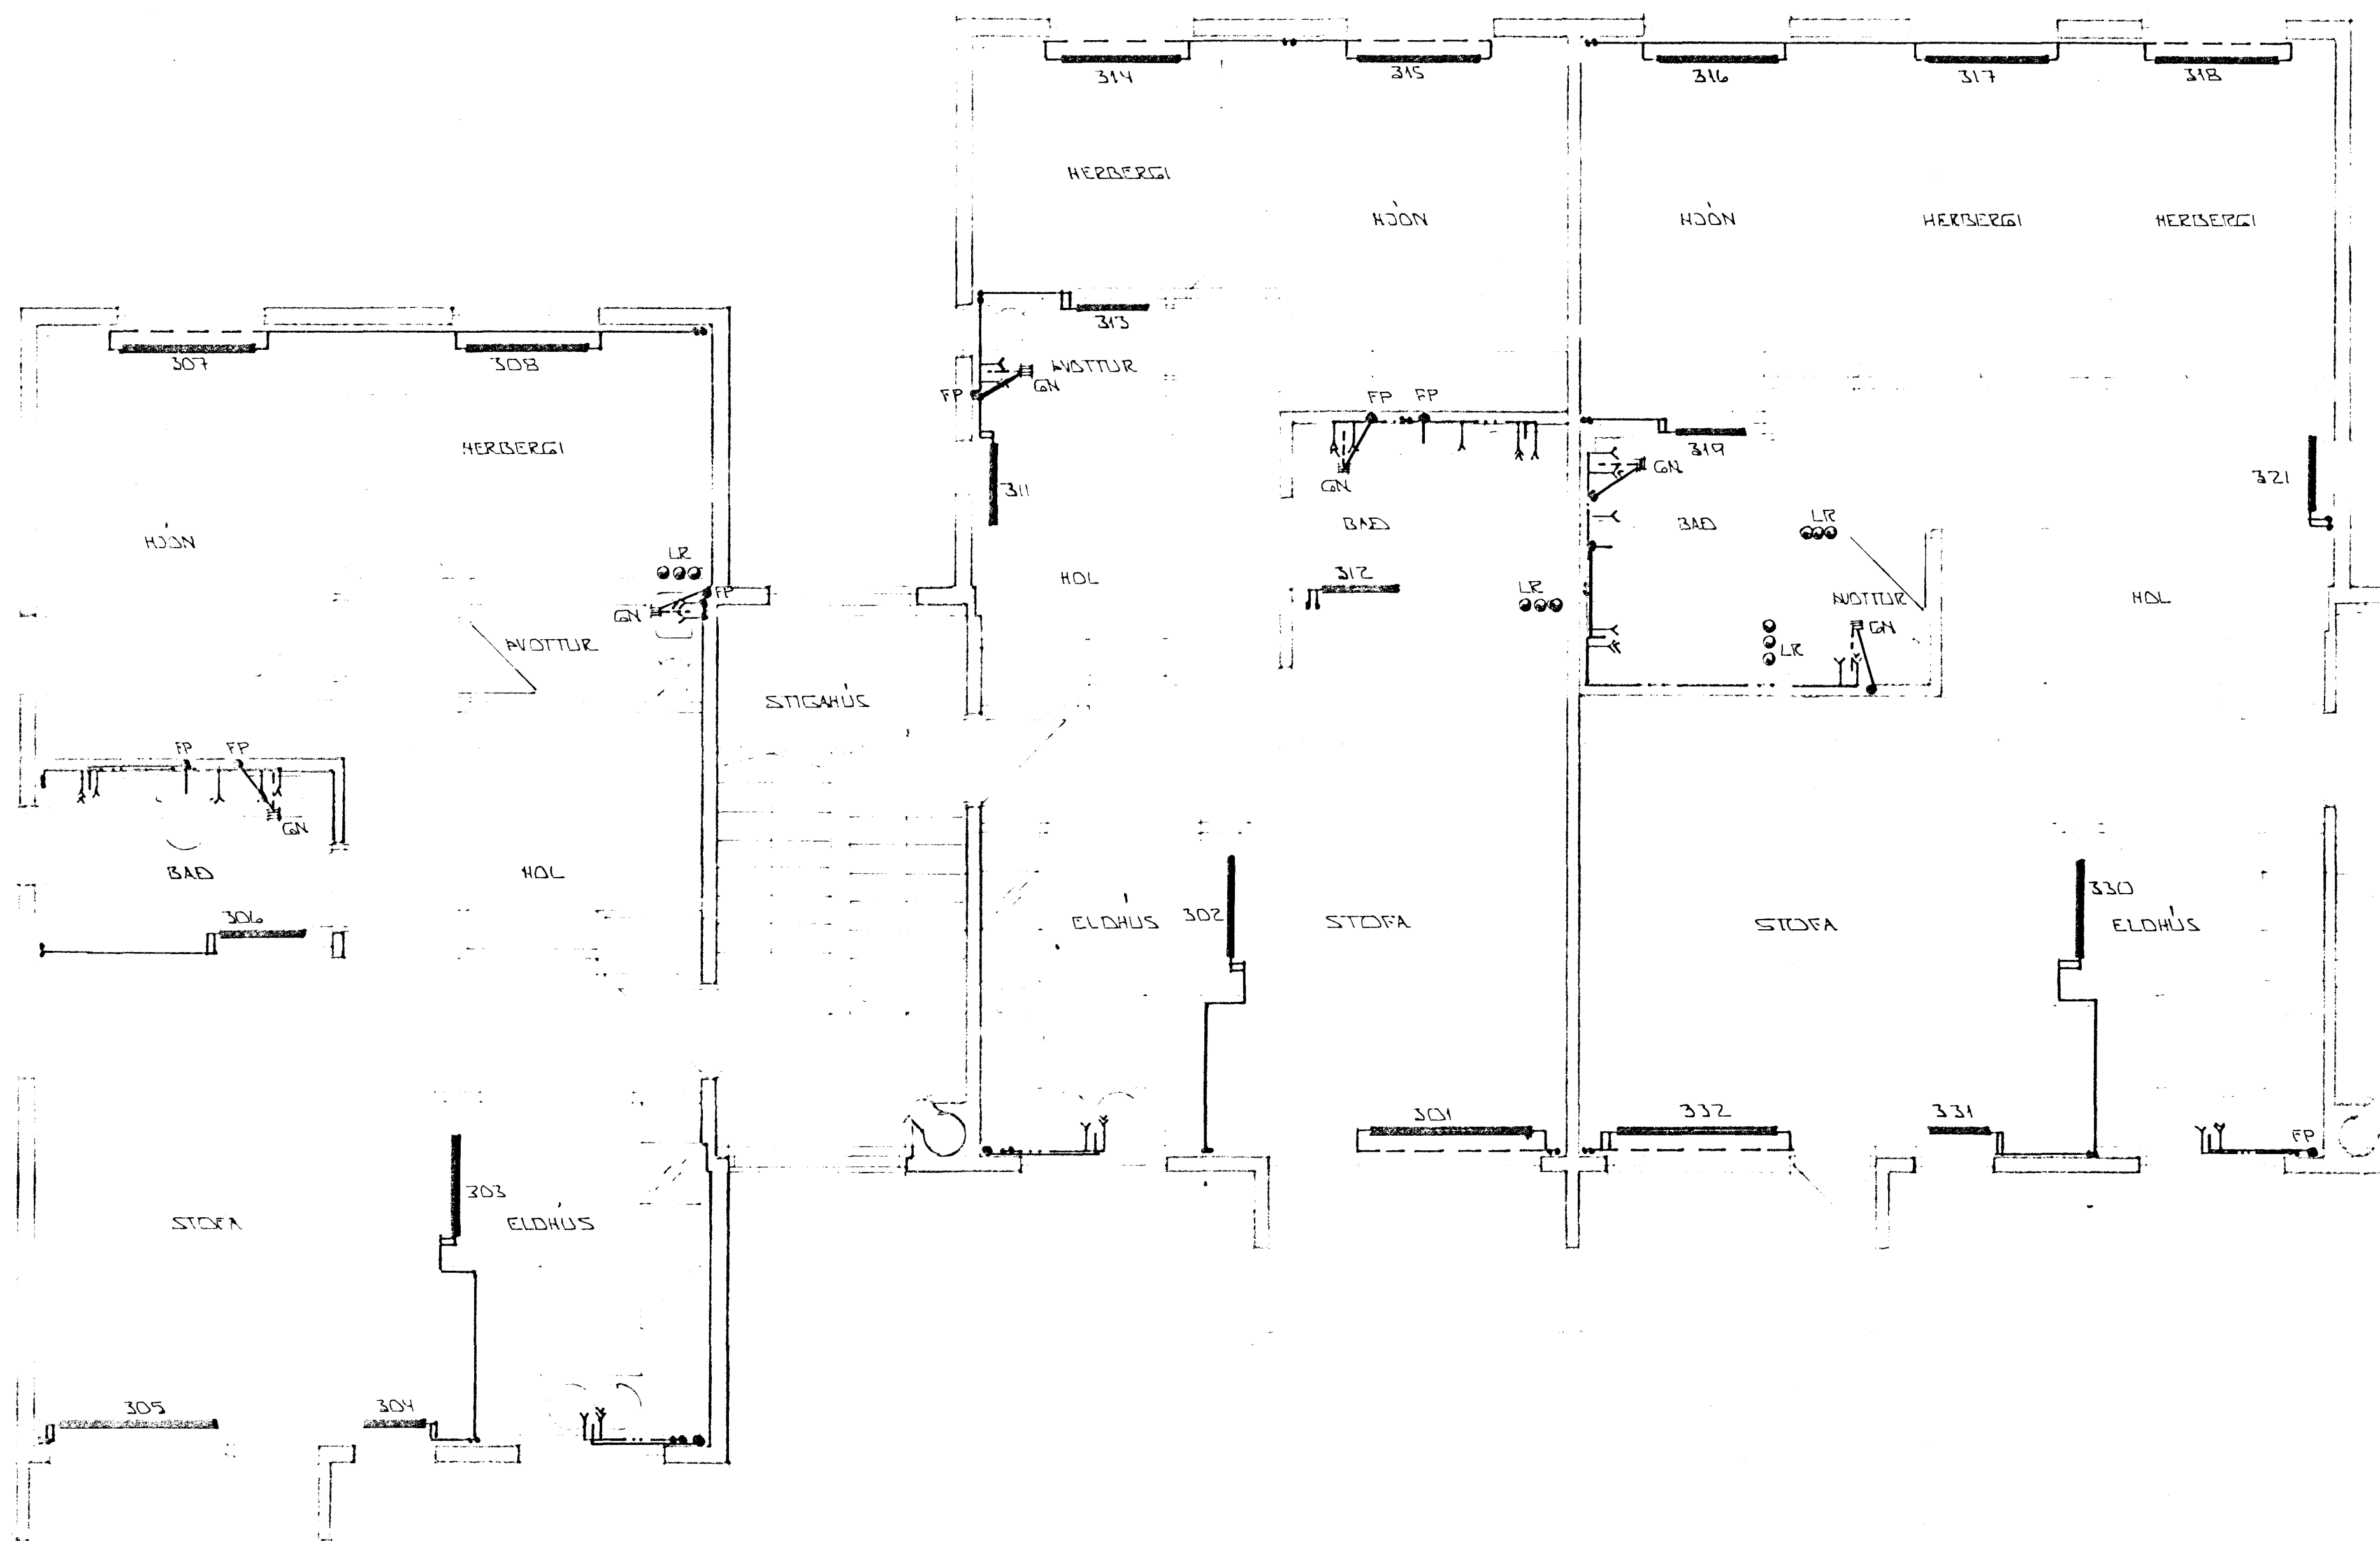 314
315
316
317
318
HERBERGI
HJÓN
HJÓN
HERBERGI
HERBERGI
313
307
308
ÞVOTTUR
GN
FP
FP
FP
HERBERGI
319
GN
321
311
GN
BAÐ
BAÐ
LR
HJÓN
LR
312
HOL
LR
FP
GN
ÞVOTTUR
HOL
GN
LR
ÞVOTTUR
STIGAHÚS
FP
FP
GN
BAÐ
HOL
306
302
ELDHÚS
STOFA
STOFA
330
ELDHÚS
301
332
331
FP
303
STOFA
ELDHÚS
305
304